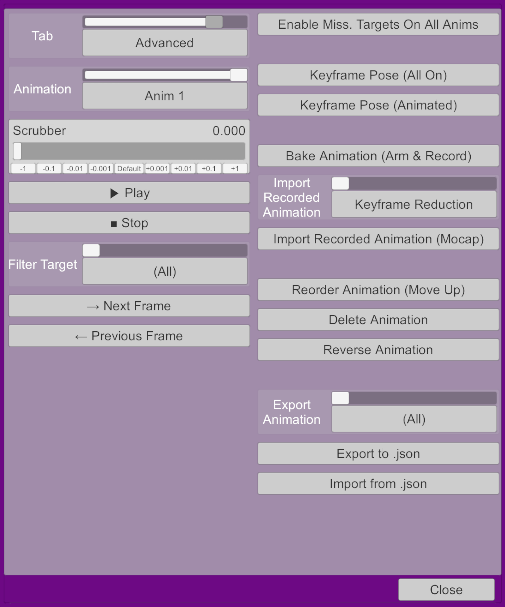 Tab
Advanced
Animation
Anim 1
Scrubber 0.000
-1 -0.1 -0.01 -0.001 Default +0.001 +0.01 +0.1 +1
▶ Play
■ Stop
Filter Target
(All)
→ Next Frame
← Previous Frame
Enable Miss. Targets On All Anims
Keyframe Pose (All On)
Keyframe Pose (Animated)
Bake Animation (Arm & Record)
Import
Recorded
Animation
Keyframe Reduction
Import Recorded Animation (Mocap)
Reorder Animation (Move Up)
Delete Animation
Reverse Animation
Export
Animation
(All)
Export to .json
Import from .json
Close